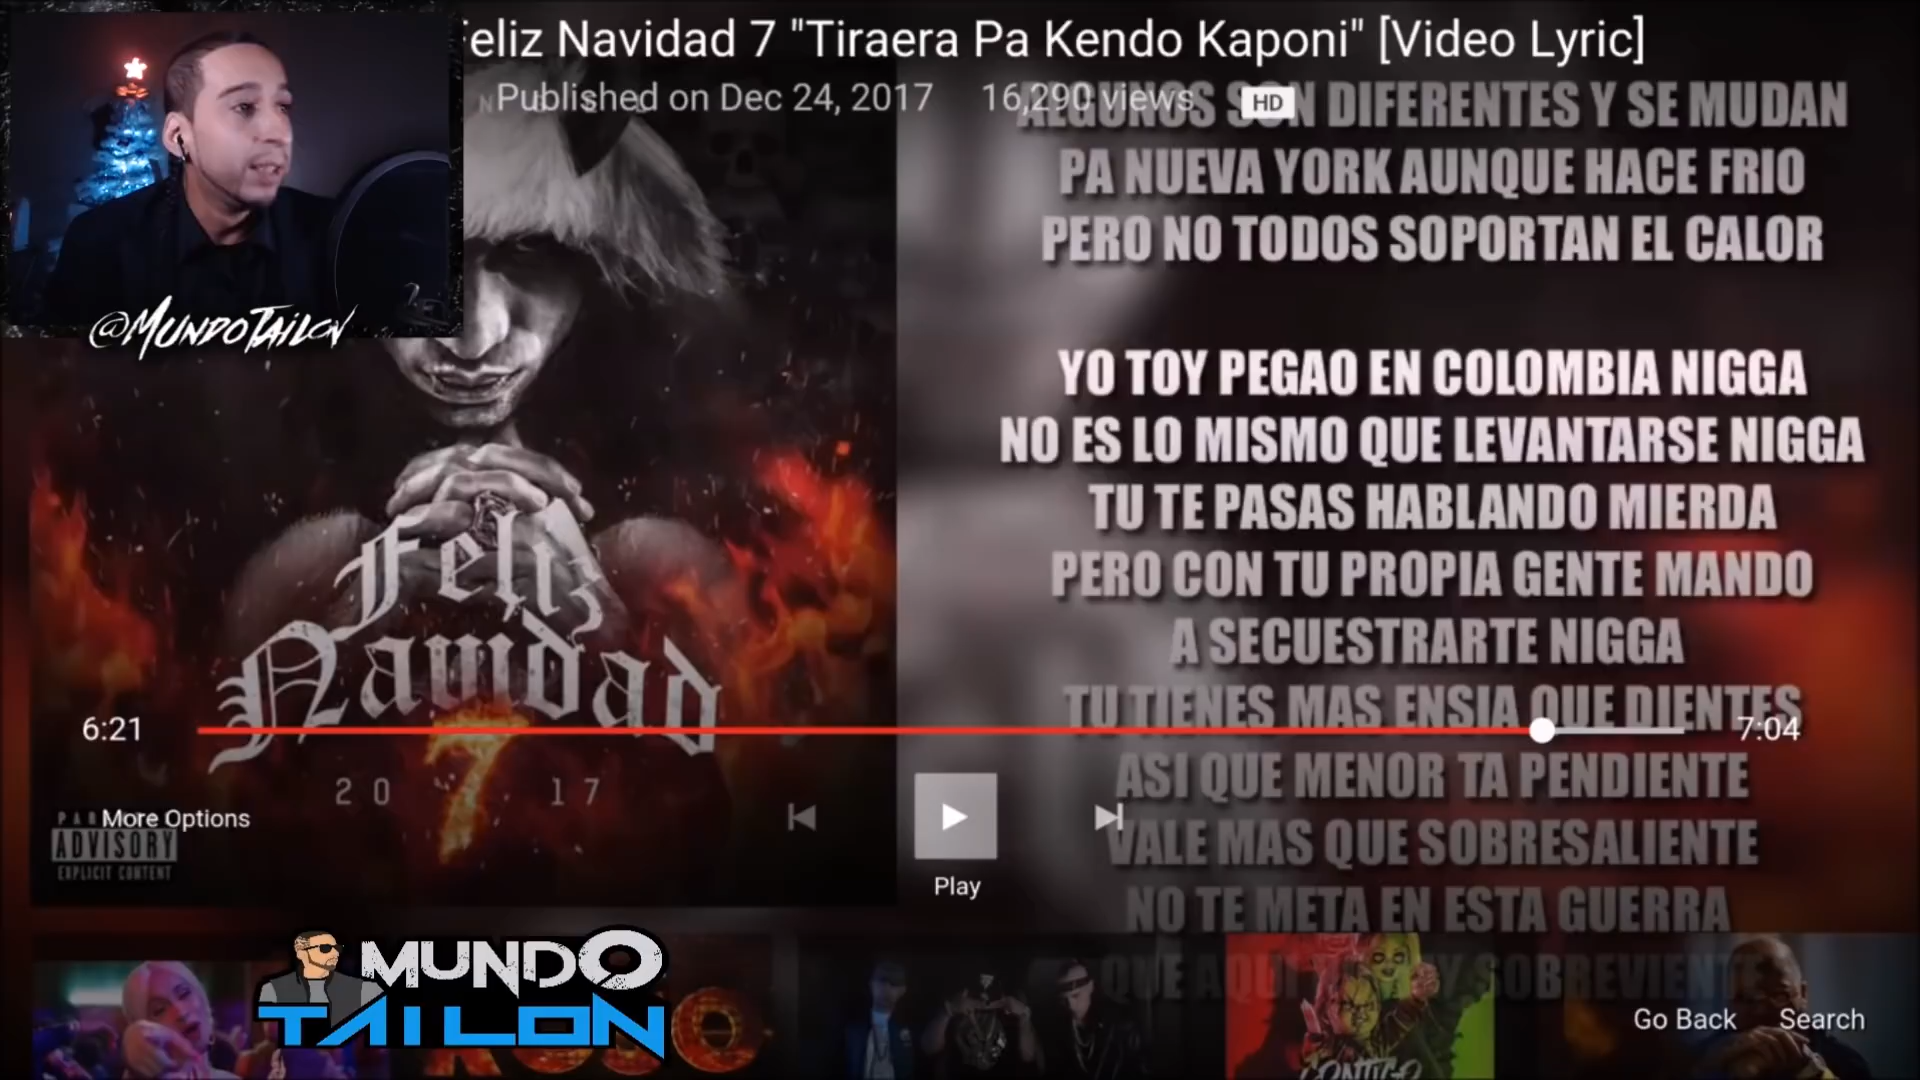 Feliz Navidad 7 "Tiraera Pa Kendo Kaponi" [Video Lyric]
Published on Dec 24, 2017 16,290 views HD
ALGUNOS SON DIFERENTES Y SE MUDAN
PA NUEVA YORK AUNQUE HACE FRIO
PERO NO TODOS SOPORTAN EL CALOR
@MUNDOTAILON
YO TOY PEGAO EN COLOMBIA NIGGA
NO ES LO MISMO QUE LEVANTARSE NIGGA
TU TE PASAS HABLANDO MIERDA
PERO CON TU PROPIA GENTE MANDO
A SECUESTRARTE NIGGA
TU TIENES MAS ENSIA QUE DIENTES
ASI QUE MENOR TA PENDIENTE
VALE MAS QUE SOBRESALIENTE
NO TE META EN ESTA GUERRA
Feliz
Navidad
7
20 17
6:21
7:04
More Options
ADVISORY
EXPLICIT CONTENT
Play
MUNDO
TAILON
CONTIGO
Go Back
Search